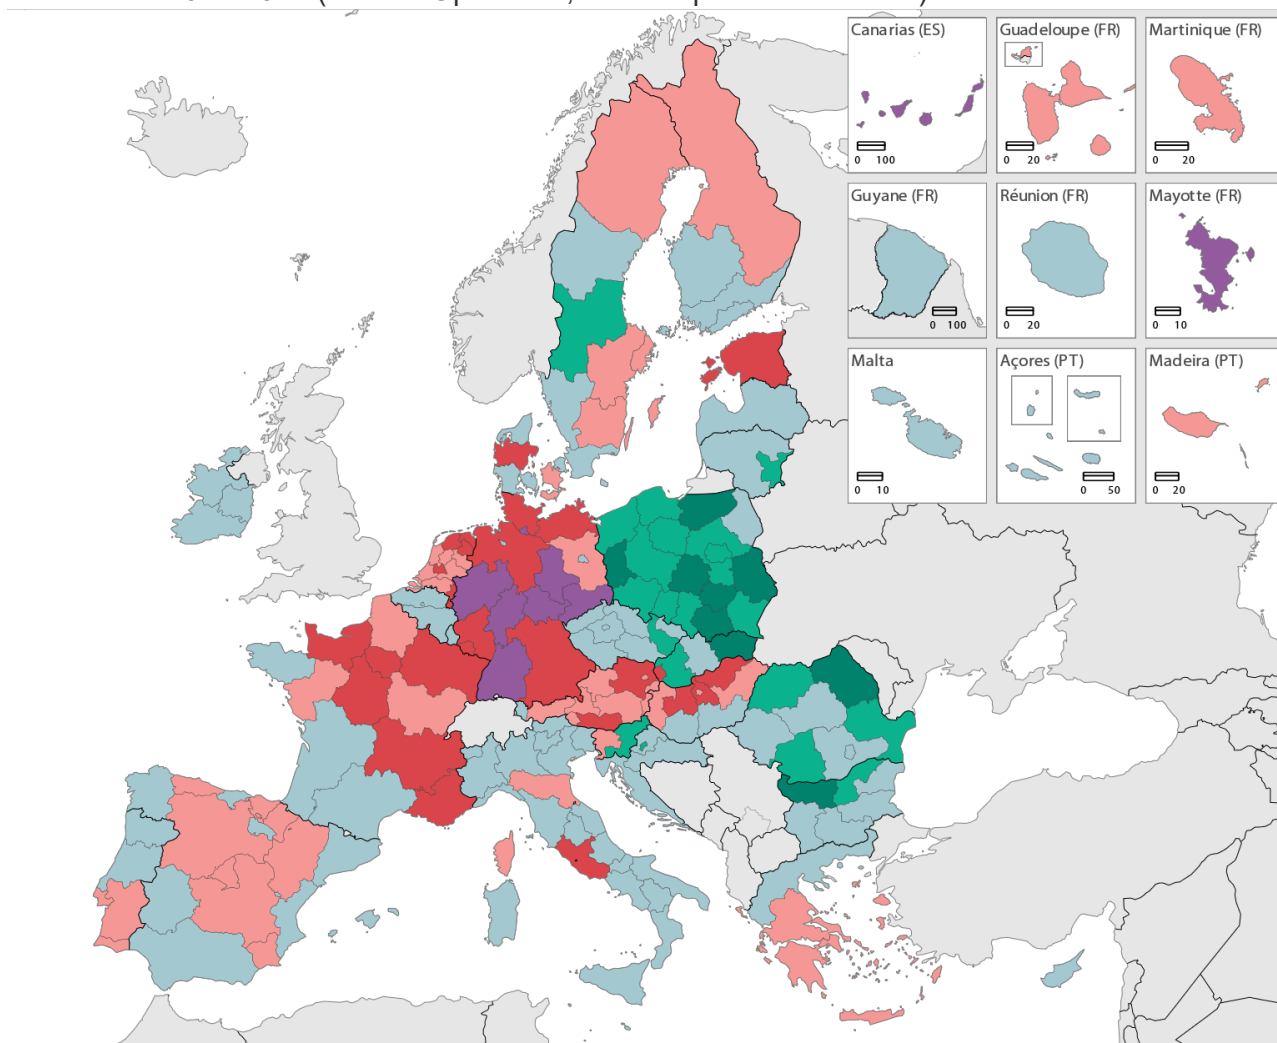 Canarias (ES)
0 100
Guadeloupe (FR)
0 20
Martinique (FR)
0 20
Guyane (FR)
0 100
Réunion (FR)
0 20
Mayotte (FR)
0 10
Malta
0 10
Açores (PT)
0 50
Madeira (PT)
0 20